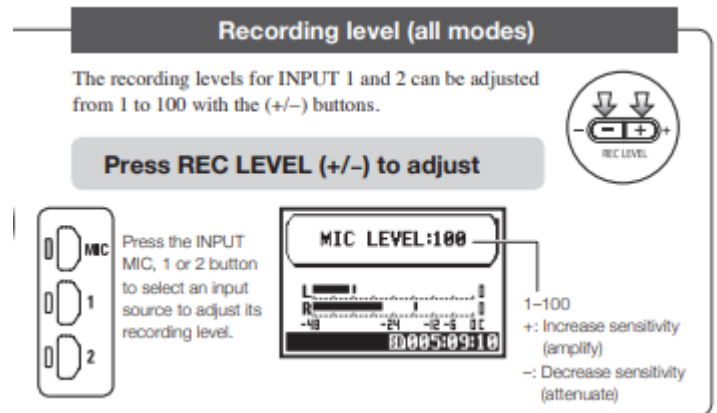 Recording level (all modes)
The recording levels for INPUT 1 and 2 can be adjusted
from 1 to 100 with the (+/−) buttons.
− − + +
REC LEVEL
Press REC LEVEL (+/−) to adjust
MIC
1
2
Press the INPUT
MIC, 1 or 2 button
to select an input
source to adjust its
recording level.
MIC LEVEL:100
L 0
R 0
-48 -24 -12 -6 0
005:09:10
1–100
+: Increase sensitivity
(amplify)
−: Decrease sensitivity
(attenuate)